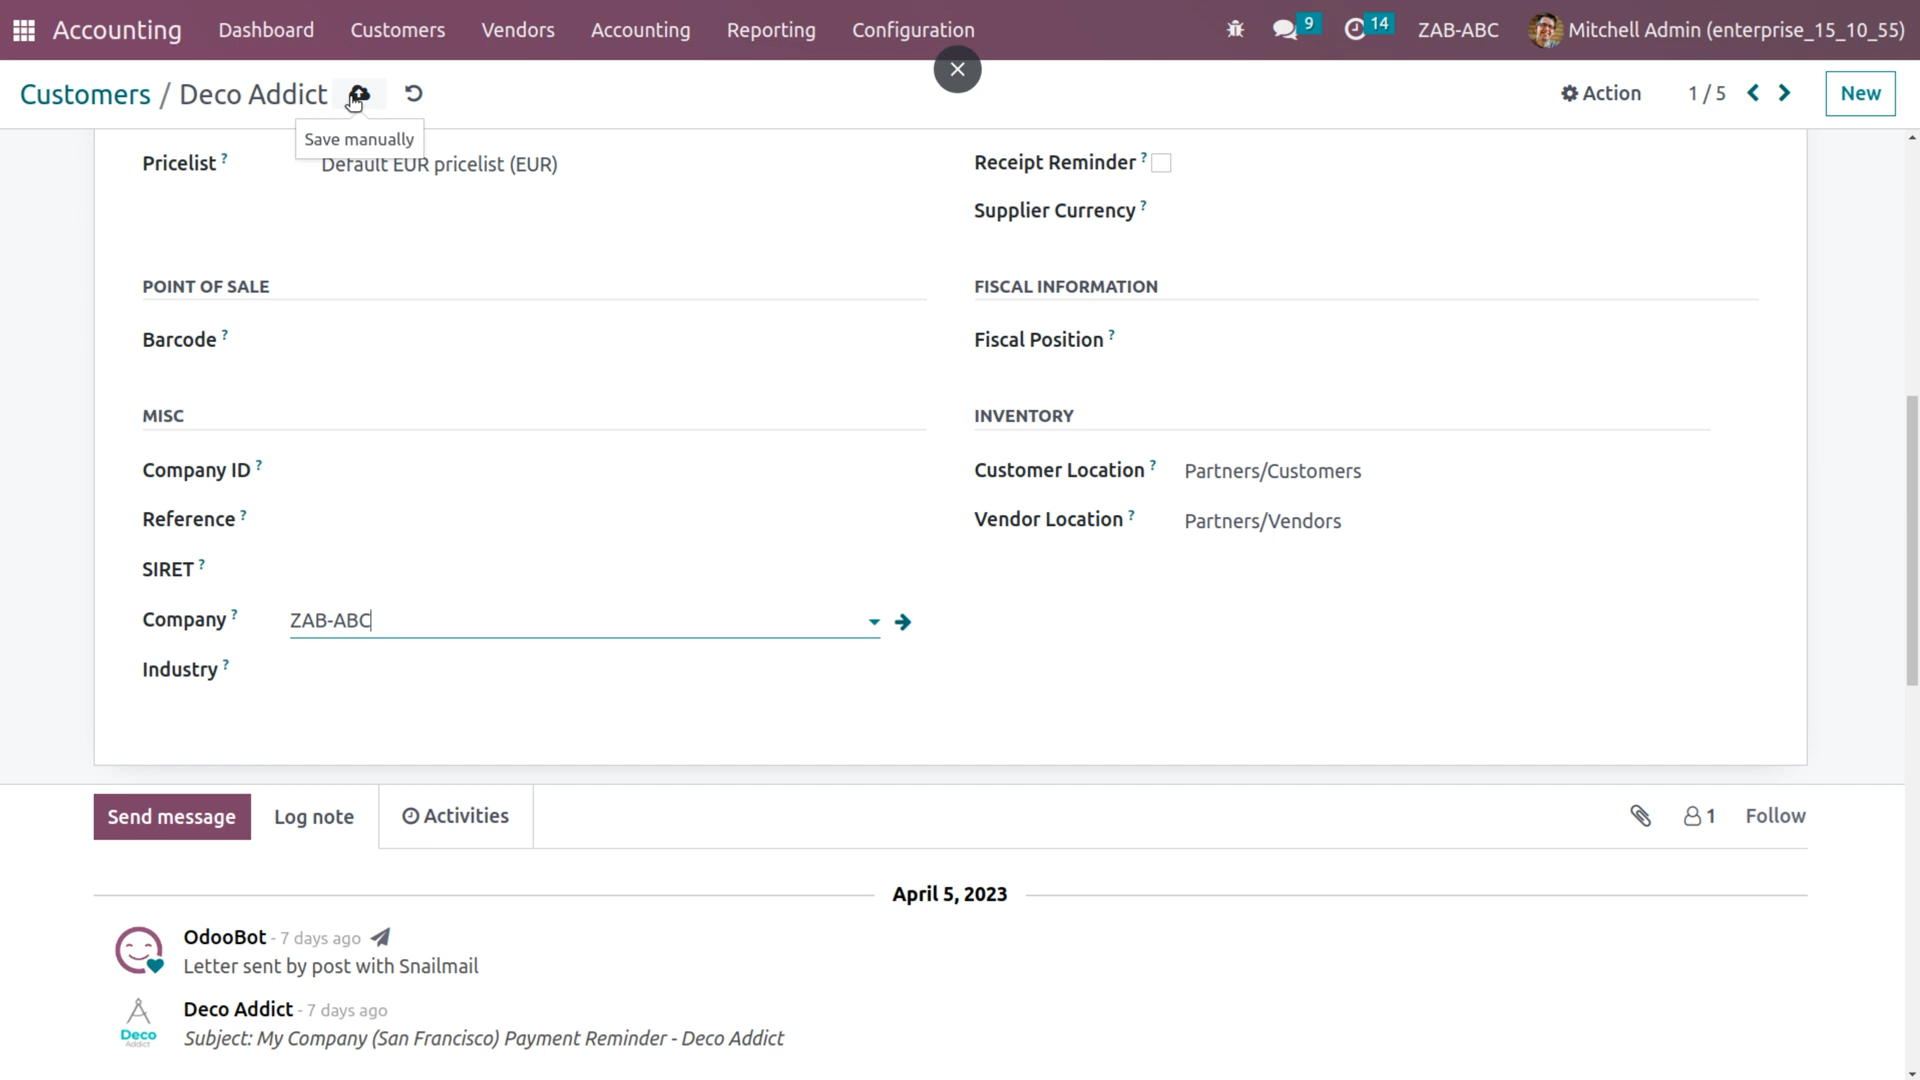 Accounting Dashboard Customers Vendors Accounting Reporting Configuration 9 14 ZAB-ABC Mitchell Admin (enterprise_15_10_55)
Customers / Deco Addict Action 1 / 5 New
Save manually
Pricelist ? Default EUR pricelist (EUR)
Receipt Reminder ?
Supplier Currency ?
POINT OF SALE
FISCAL INFORMATION
Barcode ?
Fiscal Position ?
MISC
INVENTORY
Company ID ?
Customer Location ? Partners/Customers
Reference ?
Vendor Location ? Partners/Vendors
SIRET ?
Company ? ZAB-ABC
Industry ?
Send message Log note Activities 1 Follow
April 5, 2023
OdooBot - 7 days ago
Letter sent by post with Snailmail
Deco Addict - 7 days ago
Deco
Addict
Subject: My Company (San Francisco) Payment Reminder - Deco Addict